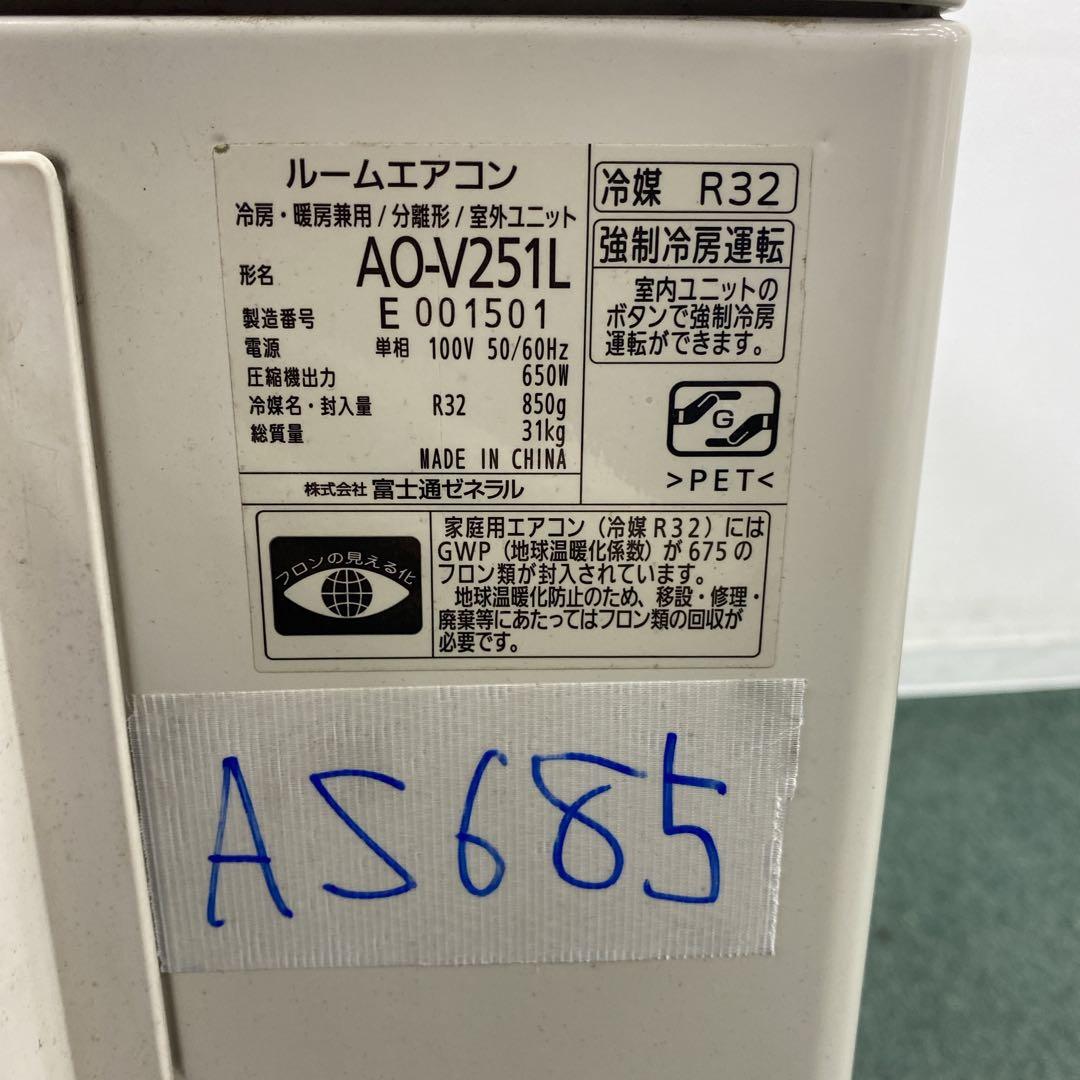 ルームエアコン
冷房・暖房兼用/分離形/室外ユニット
形名 AO-V251L
製造番号 E 001501
電源 単相 100V 50/60Hz
圧縮機出力 650W
冷媒名・封入量 R32 850g
総質量 31kg
MADE IN CHINA
株式会社 富士通ゼネラル
冷媒 R32
強制冷房運転
室内ユニットの
ボタンで強制冷房
運転ができます。
G
>PET<
フロンの見える化
家庭用エアコン（冷媒R32）には
GWP（地球温暖化係数）が675の
フロン類が封入されています。
地球温暖化防止のため、移設・修理・
廃棄等にあたってはフロン類の回収が
必要です。
AS685